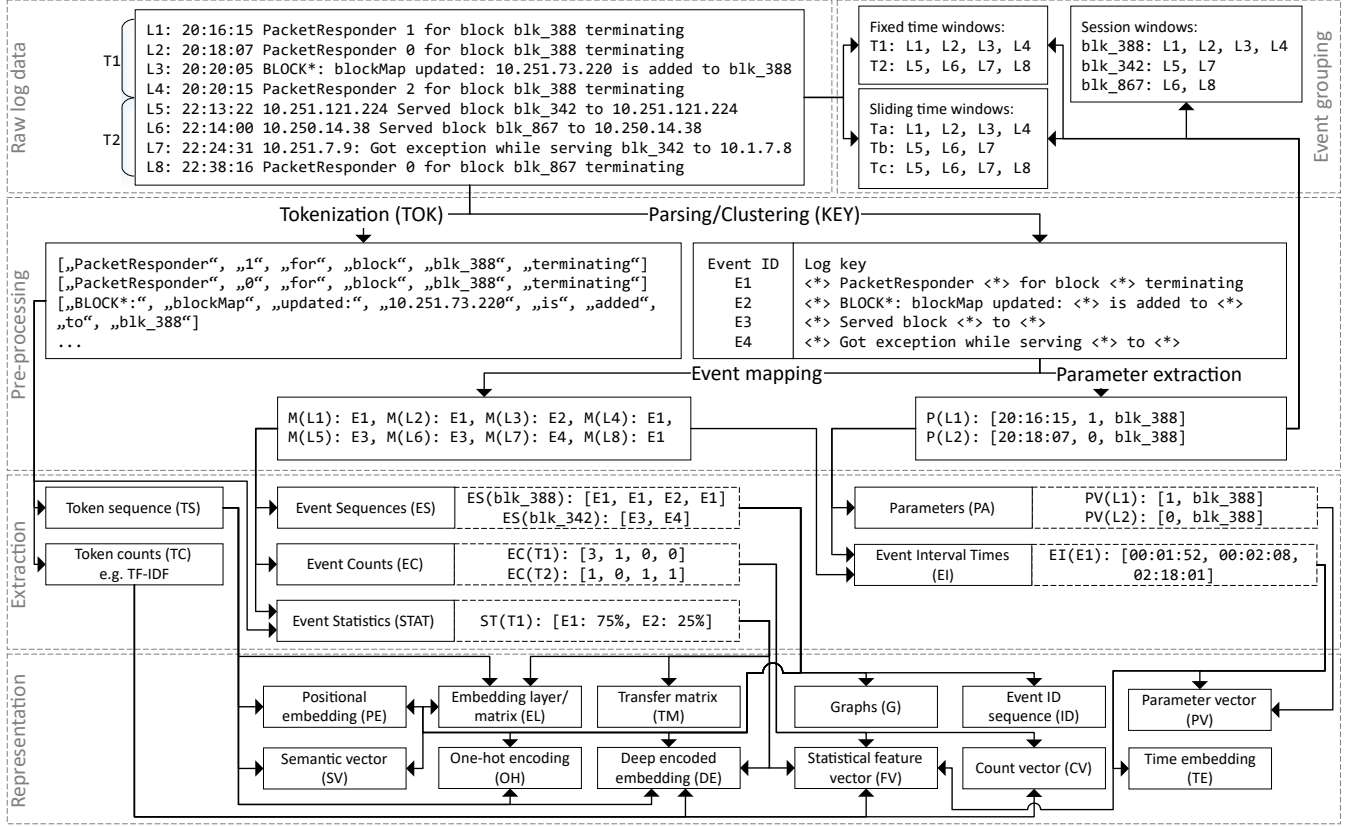 Raw log data
T1
T2
L1: 20:16:15 PacketResponder 1 for block blk_388 terminating
L2: 20:18:07 PacketResponder 0 for block blk_388 terminating
L3: 20:20:05 BLOCK*: blockMap updated: 10.251.73.220 is added to blk_388
L4: 20:20:15 PacketResponder 2 for block blk_388 terminating
L5: 22:13:22 10.251.121.224 Served block blk_342 to 10.251.121.224
L6: 22:14:00 10.250.14.38 Served block blk_867 to 10.250.14.38
L7: 22:24:31 10.251.7.9: Got exception while serving blk_342 to 10.1.7.8
L8: 22:38:16 PacketResponder 0 for block blk_867 terminating
Fixed time windows:
T1: L1, L2, L3, L4
T2: L5, L6, L7, L8
Sliding time windows:
Ta: L1, L2, L3, L4
Tb: L5, L6, L7
Tc: L5, L6, L7, L8
Session windows:
blk_388: L1, L2, L3, L4
blk_342: L5, L7
blk_867: L6, L8
Event grouping
Pre-processing
Tokenization (TOK)
Parsing/Clustering (KEY)
[„PacketResponder“, „1“, „for“, „block“, „blk_388“, „terminating“]
[„PacketResponder“, „0“, „for“, „block“, „blk_388“, „terminating“]
[„BLOCK*:“, „blockMap“, „updated:“, „10.251.73.220“, „is“, „added“,
„to“, „blk_388“]
...
Event ID Log key
E1 <*> PacketResponder <*> for block <*> terminating
E2 <*> BLOCK*: blockMap updated: <*> is added to <*>
E3 <*> Served block <*> to <*>
E4 <*> Got exception while serving <*> to <*>
Event mapping
Parameter extraction
M(L1): E1, M(L2): E1, M(L3): E2, M(L4): E1,
M(L5): E3, M(L6): E3, M(L7): E4, M(L8): E1
P(L1): [20:16:15, 1, blk_388]
P(L2): [20:18:07, 0, blk_388]
Extraction
Token sequence (TS)
Token counts (TC)
e.g. TF-IDF
Event Sequences (ES)
ES(blk_388): [E1, E1, E2, E1]
ES(blk_342): [E3, E4]
Event Counts (EC)
EC(T1): [3, 1, 0, 0]
EC(T2): [1, 0, 1, 1]
Event Statistics (STAT)
ST(T1): [E1: 75%, E2: 25%]
Parameters (PA)
PV(L1): [1, blk_388]
PV(L2): [0, blk_388]
Event Interval Times
(EI)
EI(E1): [00:01:52, 00:02:08,
02:18:01]
Representation
Positional
embedding (PE)
Embedding layer/
matrix (EL)
Transfer matrix
(TM)
Graphs (G)
Event ID
sequence (ID)
Parameter vector
(PV)
Semantic vector
(SV)
One-hot encoding
(OH)
Deep encoded
embedding (DE)
Statistical feature
vector (FV)
Count vector (CV)
Time embedding
(TE)